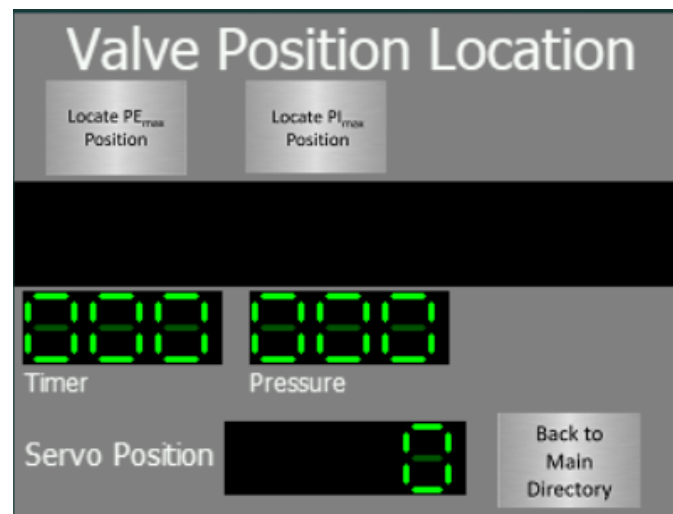 Valve Position Location
Locate PEmax
Position
Locate PImax
Position
000
000
Timer
Pressure
Servo Position
0
Back to
Main
Directory